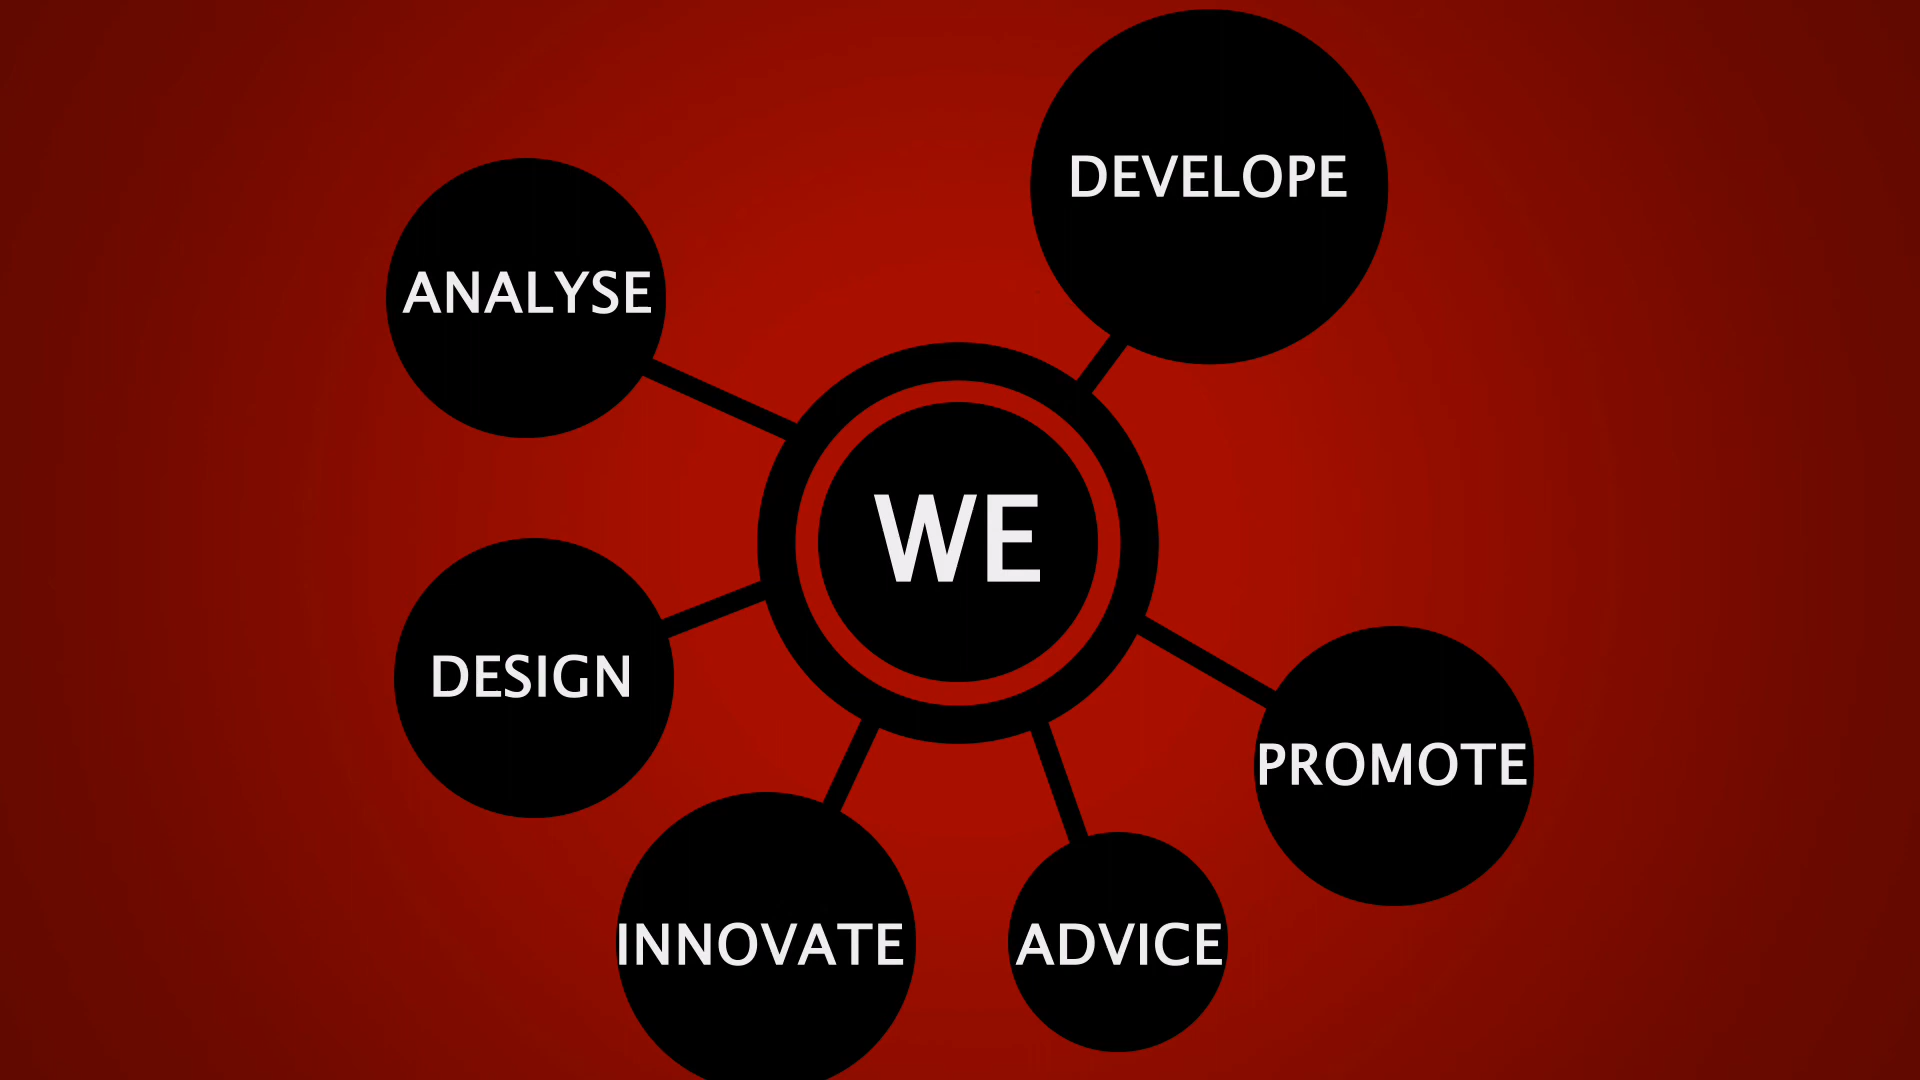 DEVELOPE
ANALYSE
WE
DESIGN
PROMOTE
INNOVATE
ADVICE